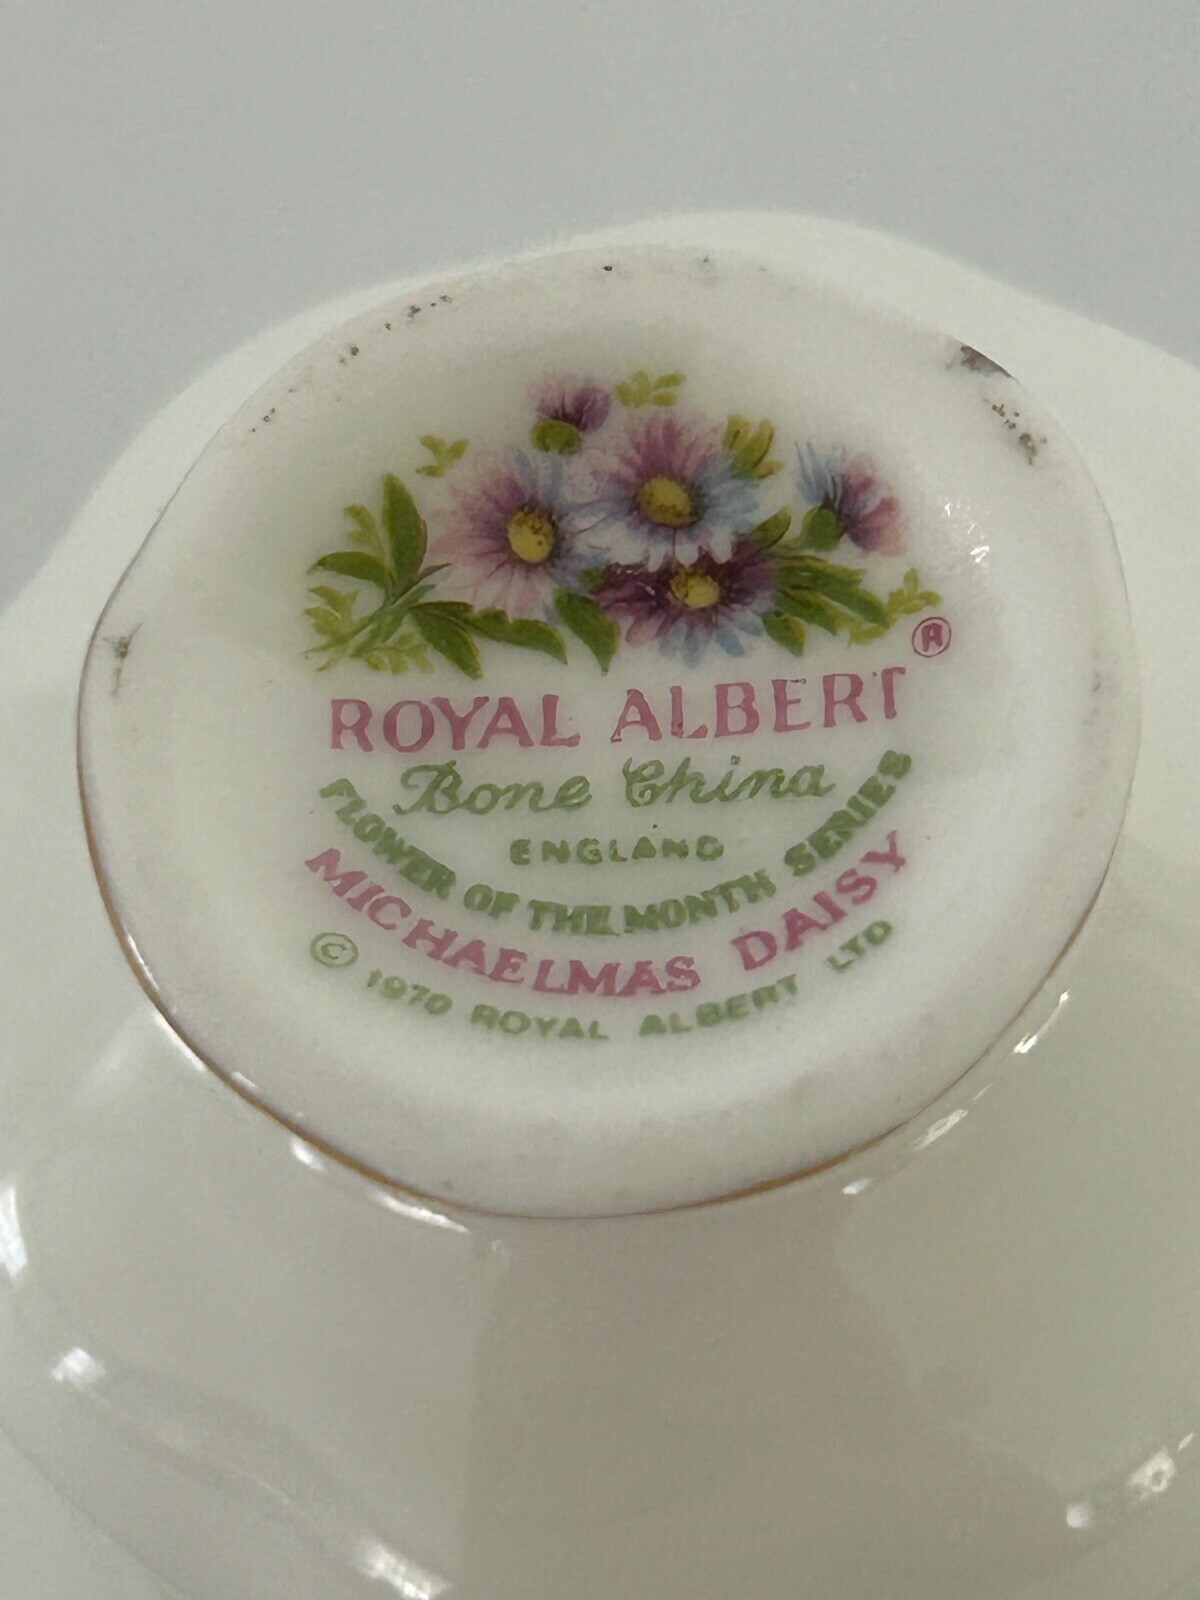 ®
ROYAL ALBERT
Bone China
ENGLAND
FLOWER OF THE MONTH SERIES
MICHAELMAS DAISY
© 1970 ROYAL ALBERT LTD